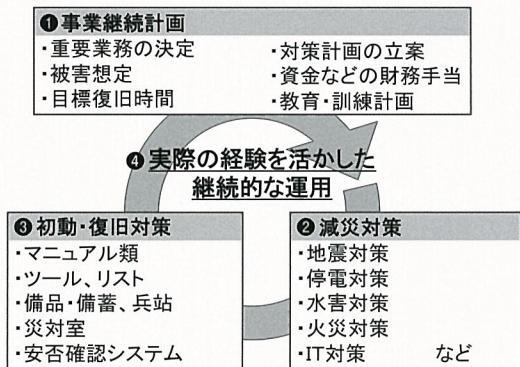 ❶事業継続計画
・重要業務の決定
・被害想定
・目標復旧時間
・対策計画の立案
・資金などの財務手当
・教育・訓練計画
❹実際の経験を活かした
継続的な運用
❸初動・復旧対策
・マニュアル類
・ツール、リスト
・備品・備蓄、兵站
・災対室
・安否確認システム
❷減災対策
・地震対策
・停電対策
・水害対策
・火災対策
・IT対策 など